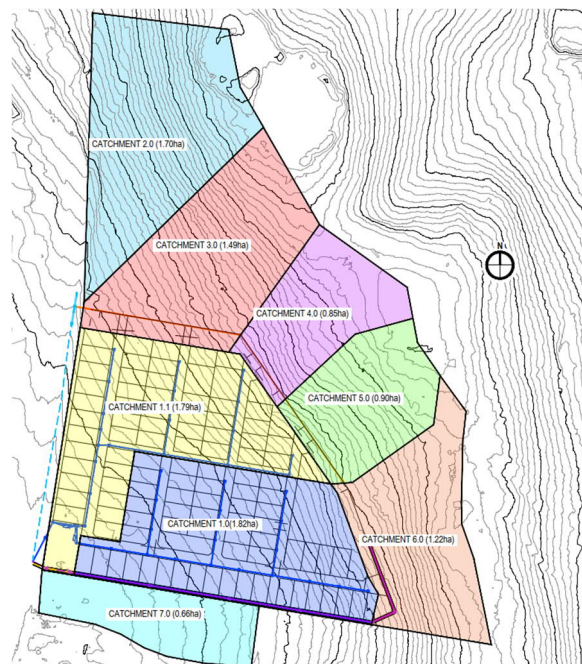 CATCHMENT 2.0 (1.70ha)
CATCHMENT 3.0 (1.49ha)
N
CATCHMENT 4.0 (0.85ha)
CATCHMENT 5.0 (0.90ha)
CATCHMENT 1.1 (1.79ha)
CATCHMENT 1.0(1.82ha)
CATCHMENT 6.0 (1.22ha)
CATCHMENT 7.0 (0.66ha)